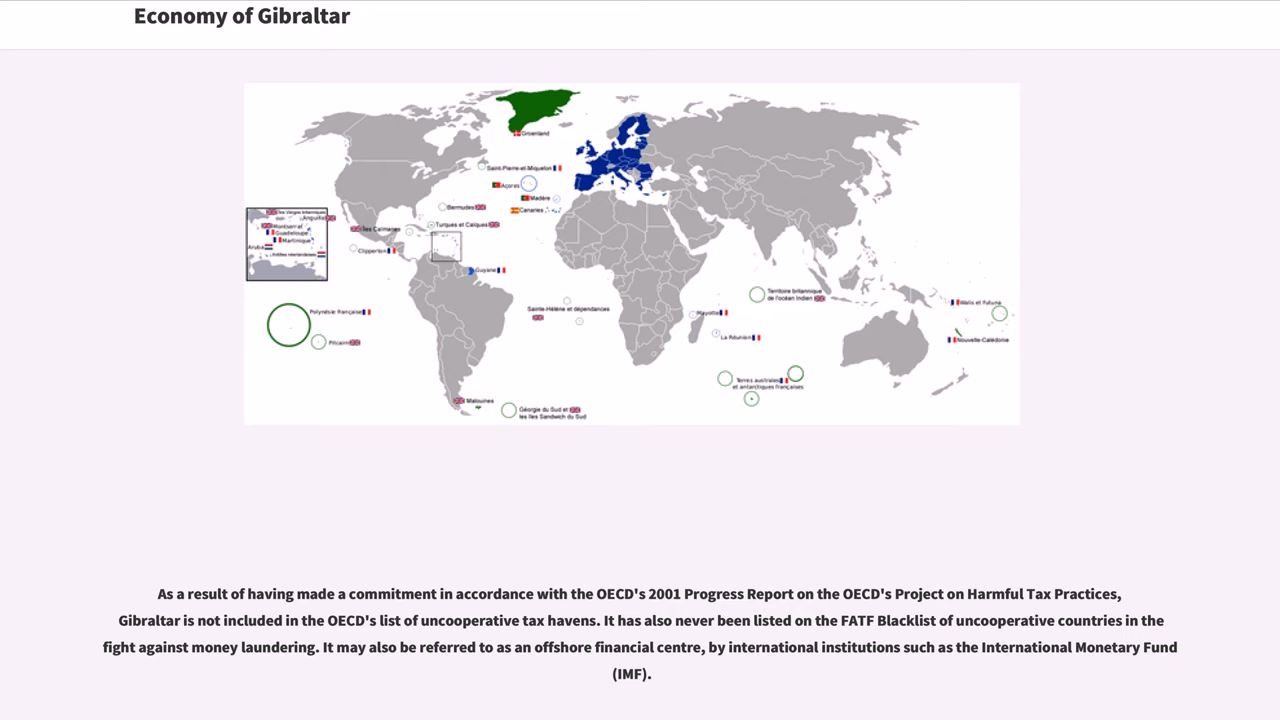 Economy of Gibraltar
Groenland
Saint-Pierre-et-Miquelon
Açores
Madère
Canaries
Bermudes
Turques et Caïques
Îles Caïmanes
Clipperton
Guyane
Îles Vierges britanniques
Anguilla
Montserrat
Guadeloupe
Martinique
Aruba
Antilles néerlandaises
Polynésie française
Pitcairn
Sainte-Hélène et dépendances
Territoire britannique
de l'océan Indien
Mayotte
La Réunion
Wallis et Futuna
Nouvelle-Calédonie
Terres australes
et antarctiques françaises
Malouines
Géorgie du Sud et
les îles Sandwich du Sud
As a result of having made a commitment in accordance with the OECD's 2001 Progress Report on the OECD's Project on Harmful Tax Practices,
Gibraltar is not included in the OECD's list of uncooperative tax havens. It has also never been listed on the FATF Blacklist of uncooperative countries in the
fight against money laundering. It may also be referred to as an offshore financial centre, by international institutions such as the International Monetary Fund
(IMF).